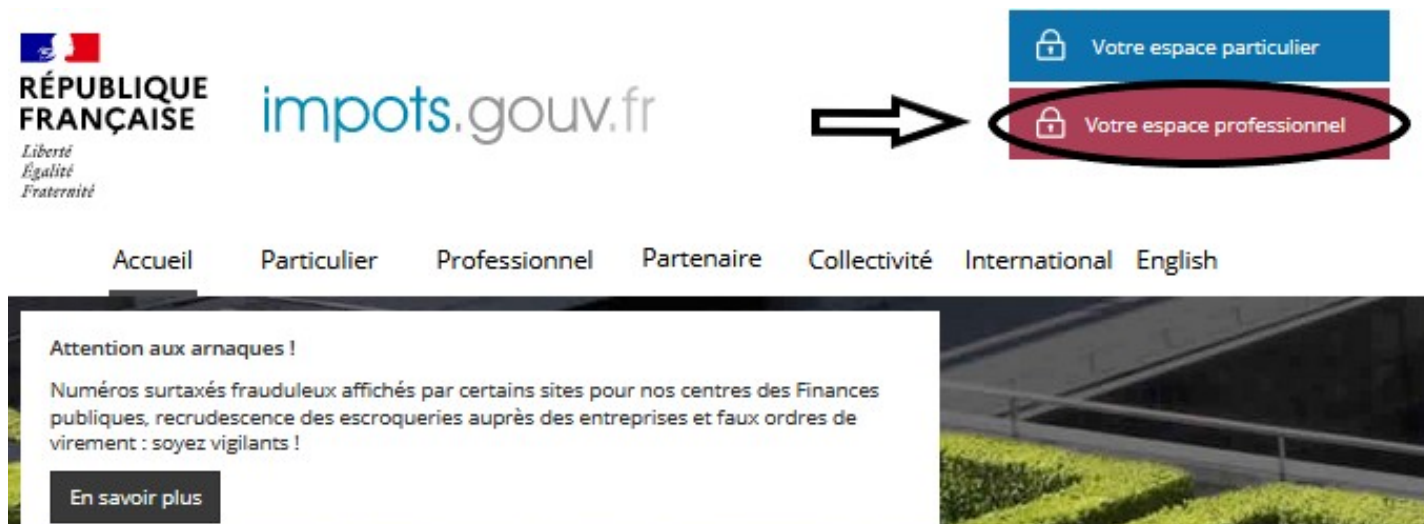 Votre espace particulier
RÉPUBLIQUE
FRANÇAISE
Liberté
Égalité
Fraternité
impots.gouv.fr
Votre espace professionnel
Accueil Particulier Professionnel Partenaire Collectivité International English
Attention aux arnaques !
Numéros surtaxés frauduleux affichés par certains sites pour nos centres des Finances
publiques, recrudescence des escroqueries auprès des entreprises et faux ordres de
virement : soyez vigilants !
En savoir plus